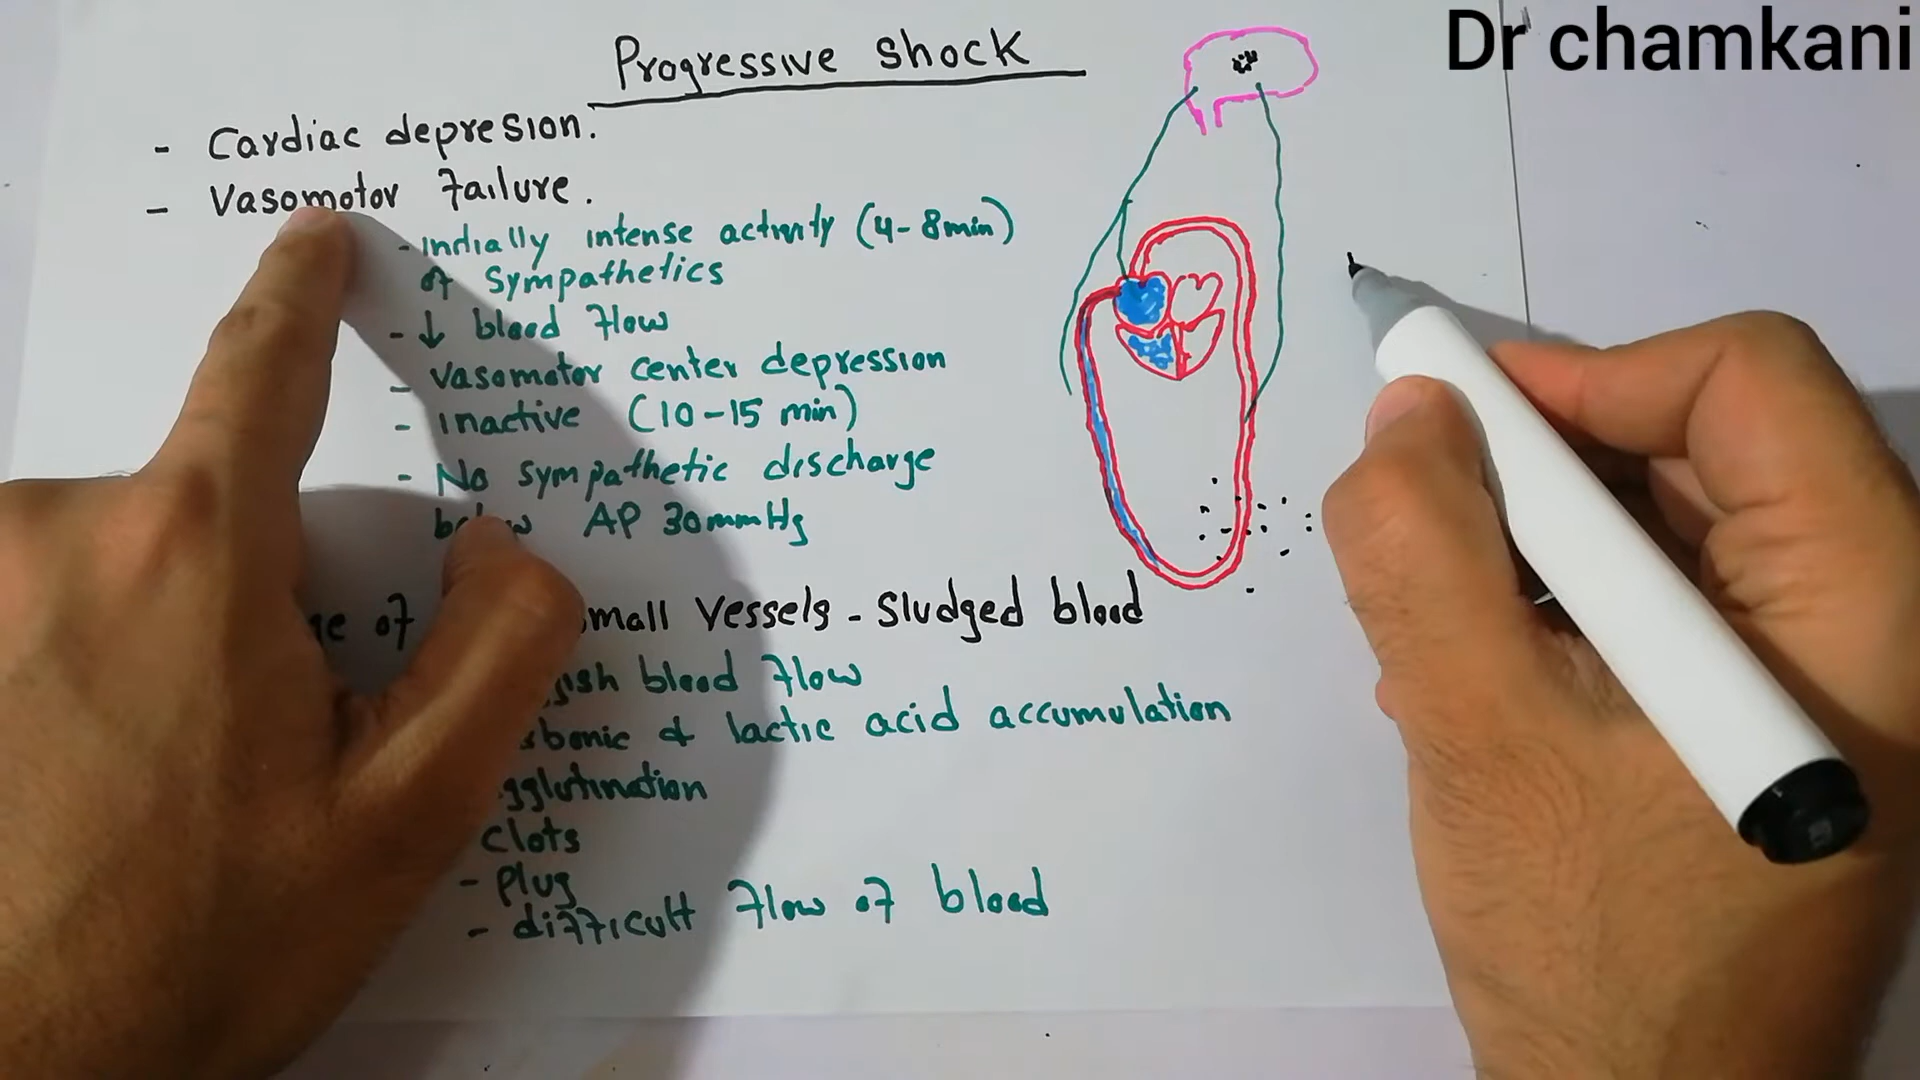 Dr chamkani
Progressive shock
- Cardiac depresion.
- Vasomotor failure.
- Initially intense activity (4-8min)
of sympathetics
- ↓ blood flow
- vasomotor center depression
- inactive (10-15 min)
- No sympathetic discharge
below AP 30mmHg
of small vessels - sludged blood
blood flow
& lactic acid accumulation
clots
- plug
- difficult flow of blood